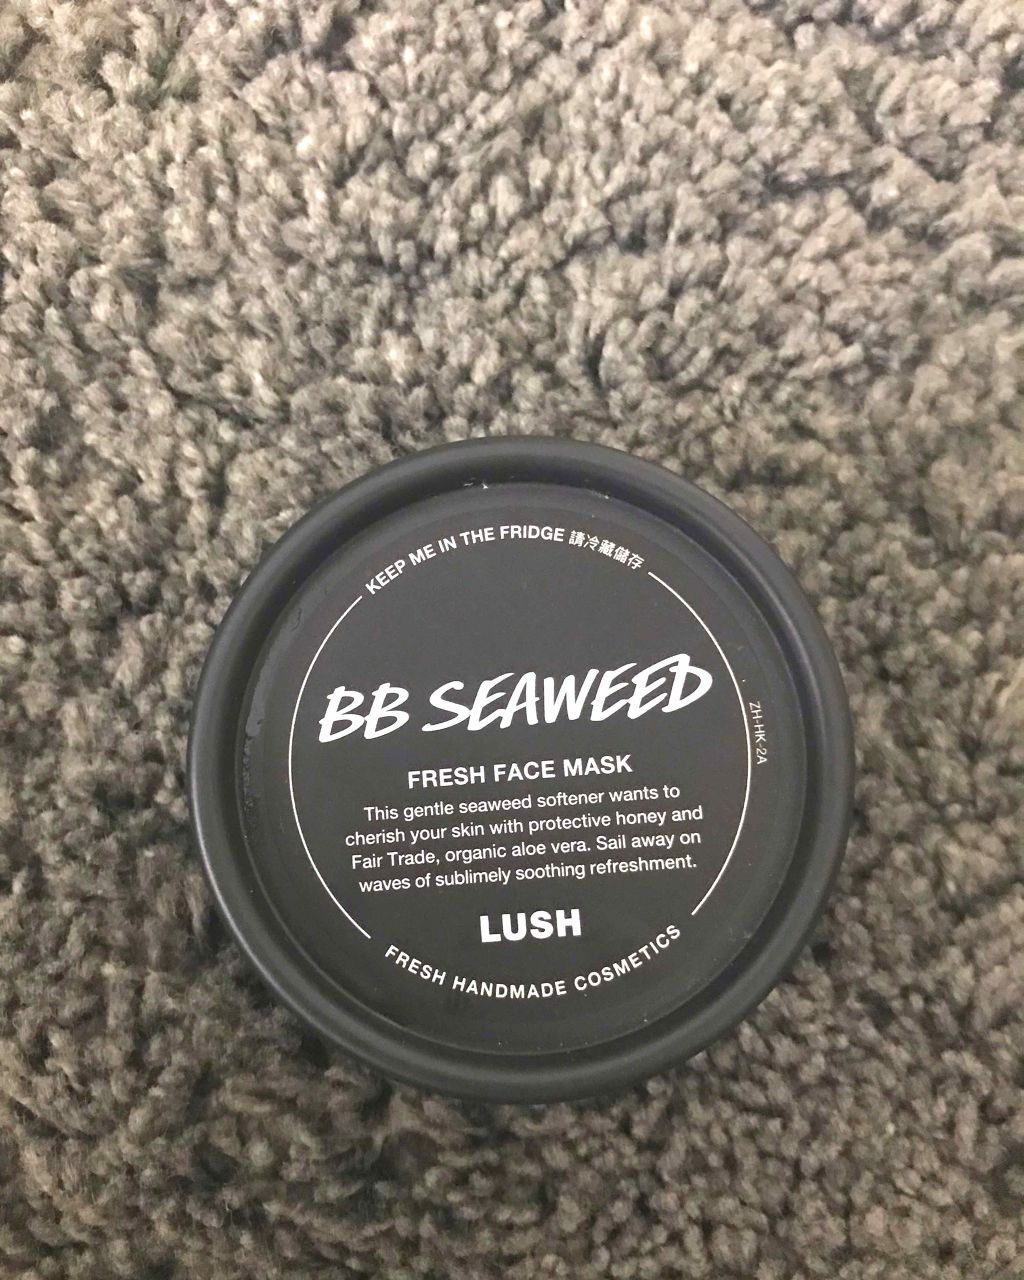 KEEP ME IN THE FRIDGE 請冷藏儲存
BB SEAWEED
ZH-HK-2A
FRESH FACE MASK
This gentle seaweed softener wants to
cherish your skin with protective honey and
Fair Trade, organic aloe vera. Sail away on
waves of sublimely soothing refreshment.
LUSH
FRESH HANDMADE COSMETICS